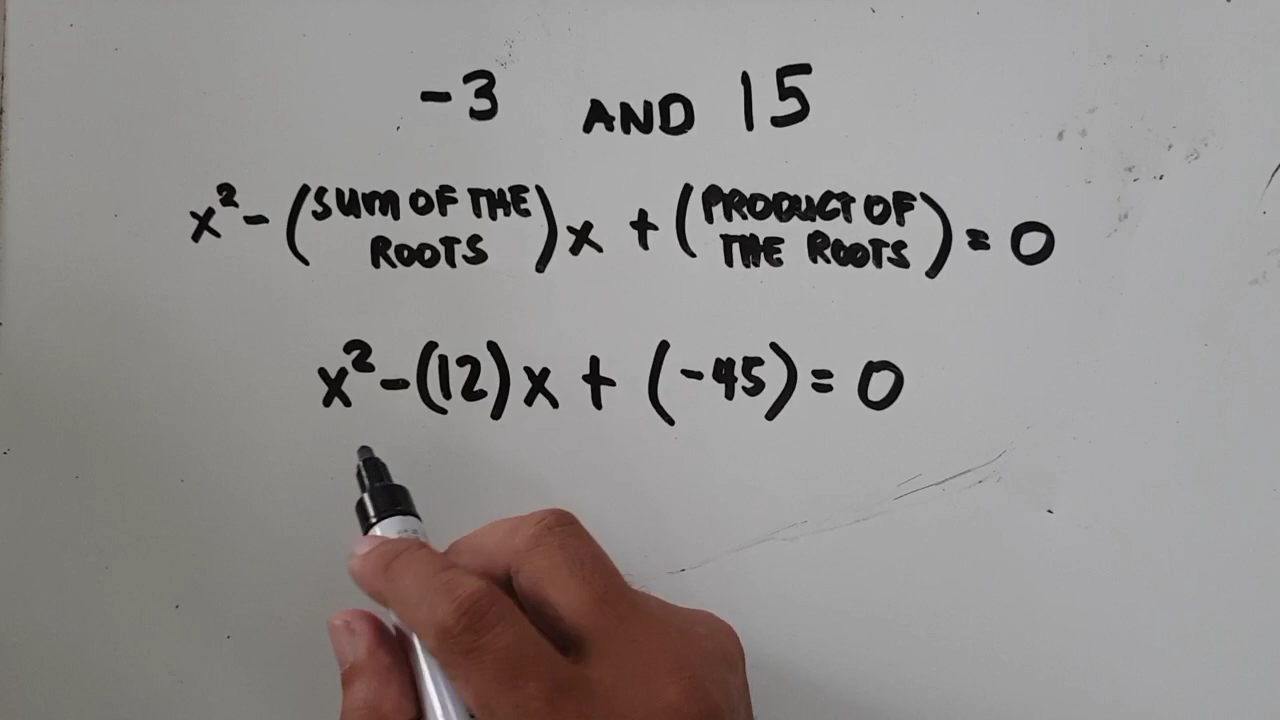 -3 AND 15
x² - (SUM OF THE ROOTS)x + (PRODUCT OF THE ROOTS) = 0
x² - (12)x + (-45) = 0